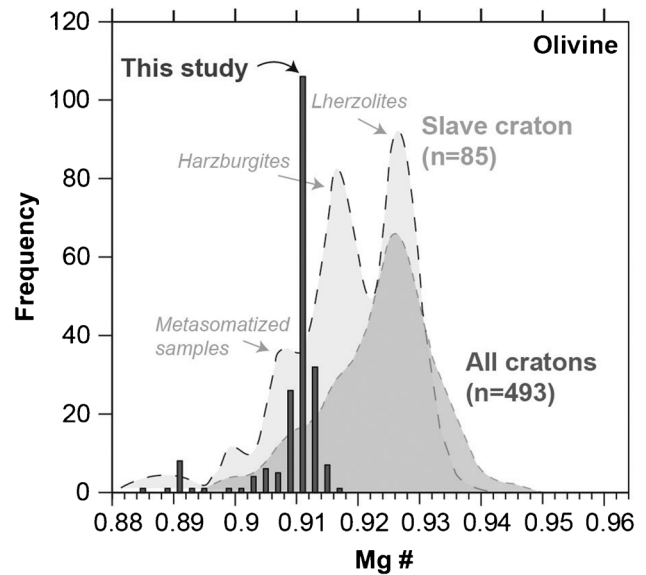 120
Olivine
This study
100
Lherzolites
Slave craton
(n=85)
Harzburgites
80
Frequency
60
Metasomatized
samples
40
All cratons
(n=493)
20
0
0.88 0.89 0.9 0.91 0.92 0.93 0.94 0.95 0.96
Mg #